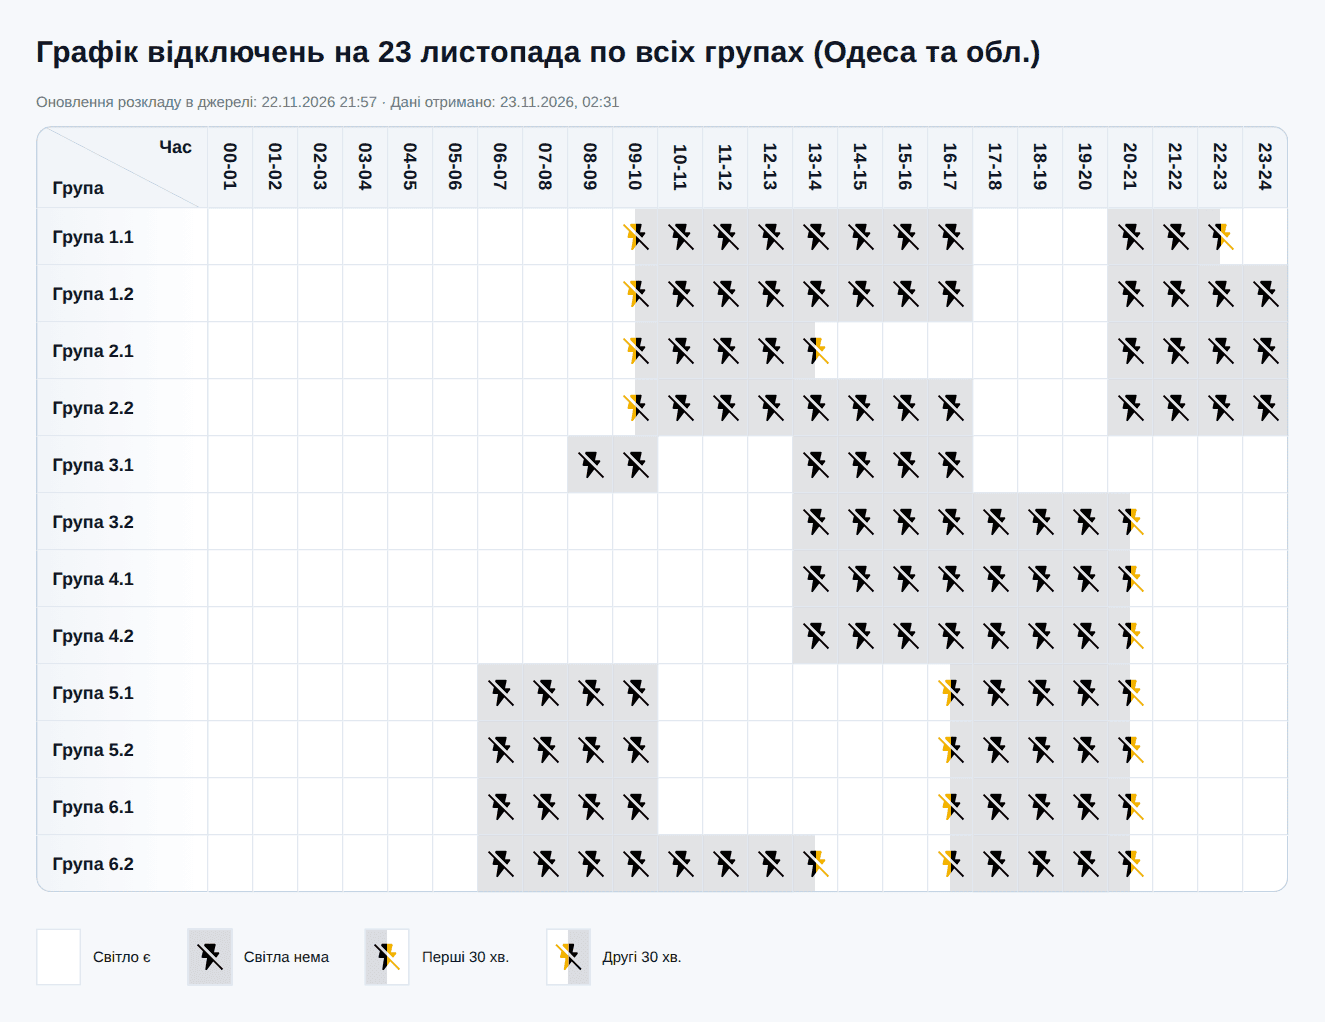 Графік відключень на 23 листопада по всіх групах (Одеса та обл.)
Оновлення розкладу в джерелі: 22.11.2026 21:57 · Дані отримано: 23.11.2026, 02:31
Час 00-01 01-02 02-03 03-04 04-05 05-06 06-07 07-08 08-09 09-10 10-11 11-12 12-13 13-14 14-15 15-16 16-17 17-18 18-19 19-20 20-21 21-22 22-23 23-24
Група
Група 1.1
Група 1.2
Група 2.1
Група 2.2
Група 3.1
Група 3.2
Група 4.1
Група 4.2
Група 5.1
Група 5.2
Група 6.1
Група 6.2
Світло є Світла нема Перші 30 хв. Другі 30 хв.